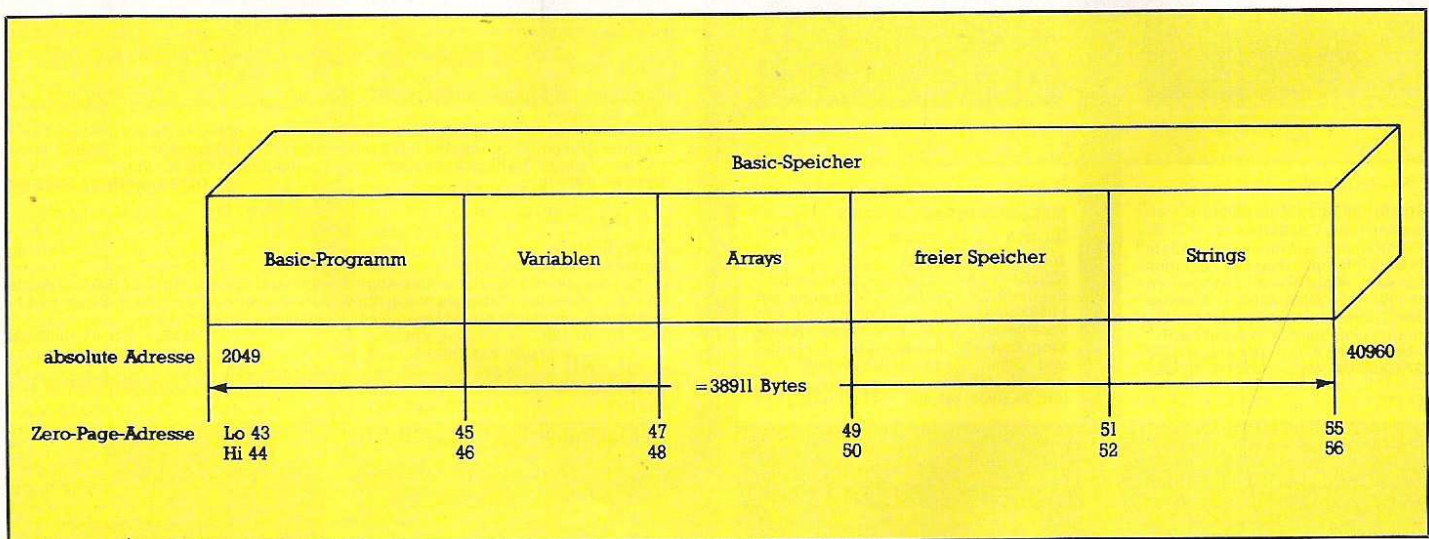 Basic-Speicher
Basic-Programm Variablen Arrays freier Speicher Strings
absolute Adresse 2049 40960
=38911 Bytes
Zero-Page-Adresse Lo 43 45 47 49 51 55
Hi 44 46 48 50 52 56